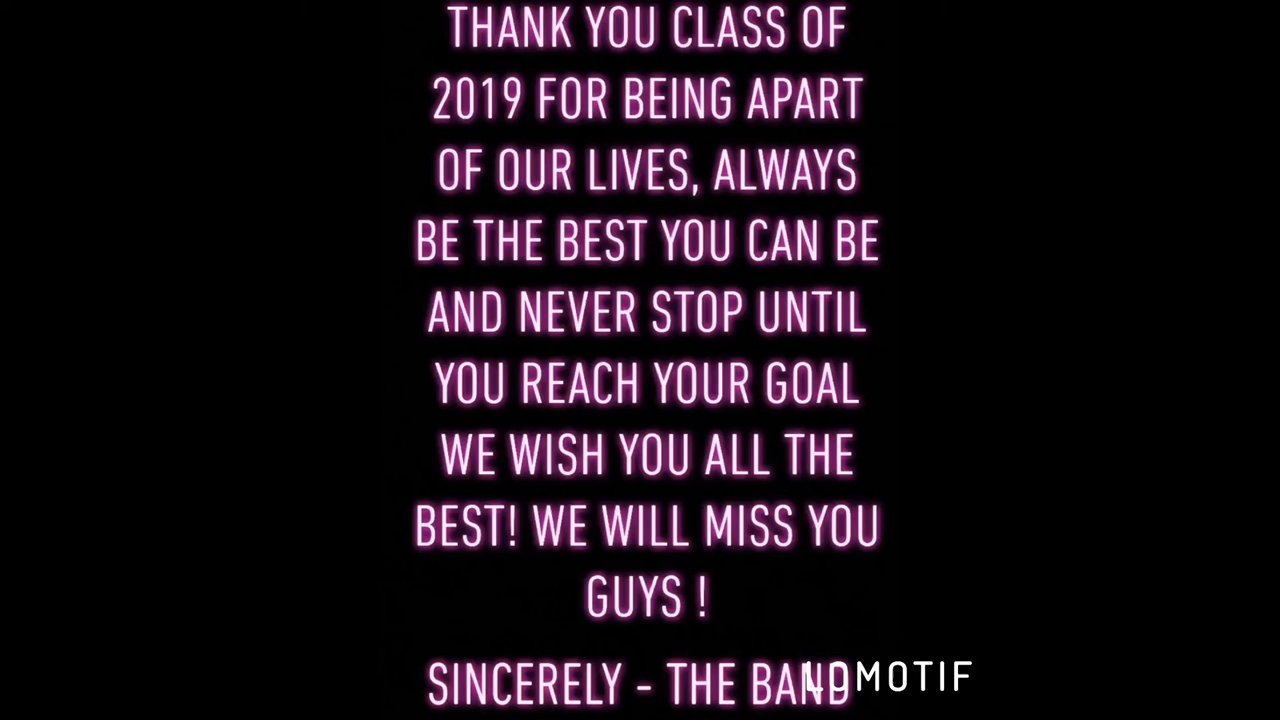 THANK YOU CLASS OF
2019 FOR BEING APART
OF OUR LIVES, ALWAYS
BE THE BEST YOU CAN BE
AND NEVER STOP UNTIL
YOU REACH YOUR GOAL
WE WISH YOU ALL THE
BEST! WE WILL MISS YOU
GUYS !
SINCERELY - THE BAND
LOMOTIF